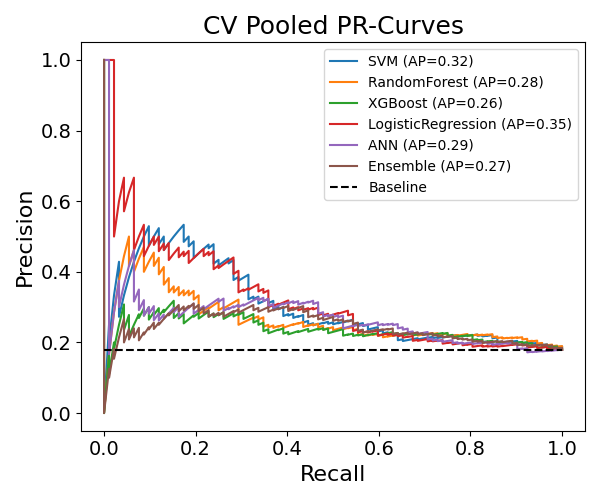 CV Pooled PR-Curves
SVM (AP=0.32)
RandomForest (AP=0.28)
XGBoost (AP=0.26)
LogisticRegression (AP=0.35)
ANN (AP=0.29)
Ensemble (AP=0.27)
Baseline
Precision
1.0
0.8
0.6
0.4
0.2
0.0
0.0 0.2 0.4 0.6 0.8 1.0
Recall